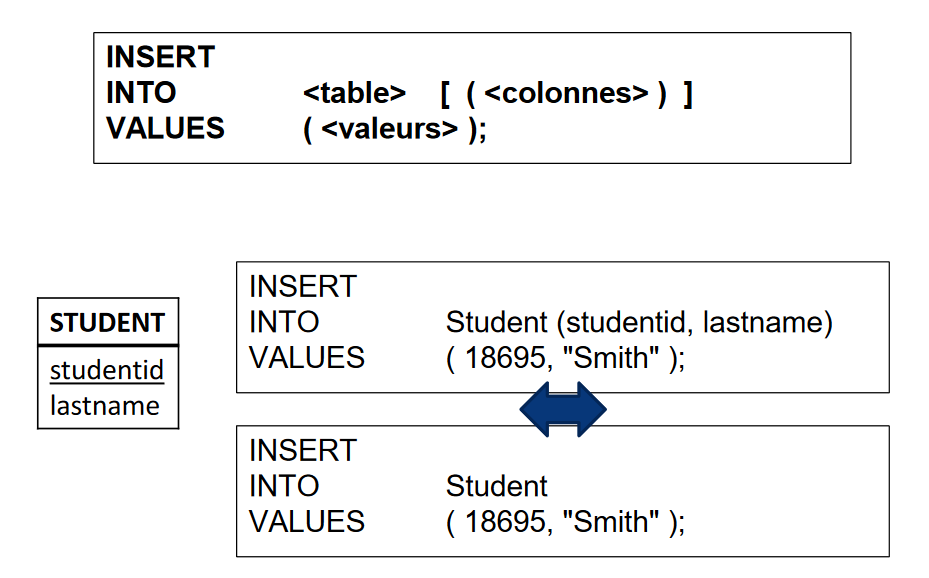 INSERT
INTO <table> [ ( <colonnes> ) ]
VALUES ( <valeurs> );
STUDENT
studentid
lastname
INSERT
INTO Student (studentid, lastname)
VALUES ( 18695, "Smith" );
INSERT
INTO Student
VALUES ( 18695, "Smith" );